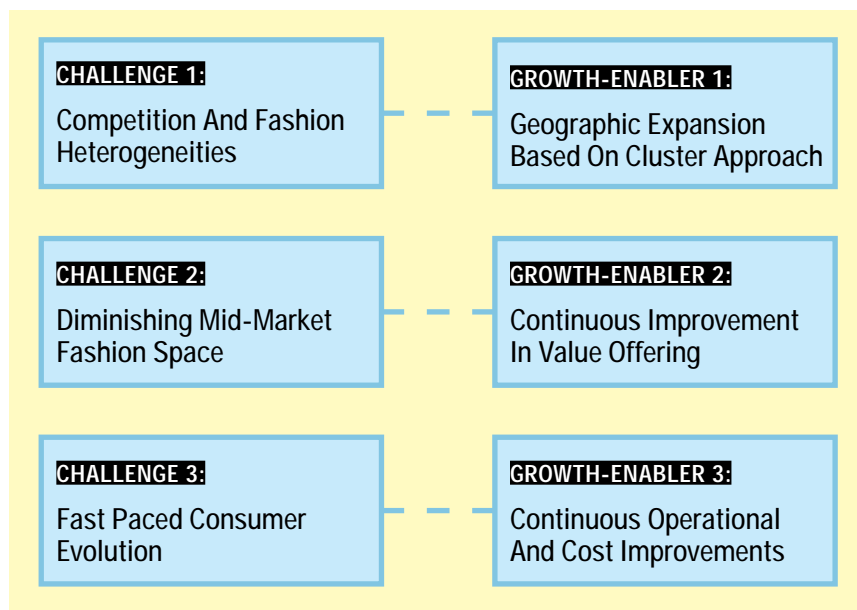 CHALLENGE 1:
Competition And Fashion
Heterogeneities
GROWTH-ENABLER 1:
Geographic Expansion
Based On Cluster Approach
CHALLENGE 2:
Diminishing Mid-Market
Fashion Space
GROWTH-ENABLER 2:
Continuous Improvement
In Value Offering
CHALLENGE 3:
Fast Paced Consumer
Evolution
GROWTH-ENABLER 3:
Continuous Operational
And Cost Improvements